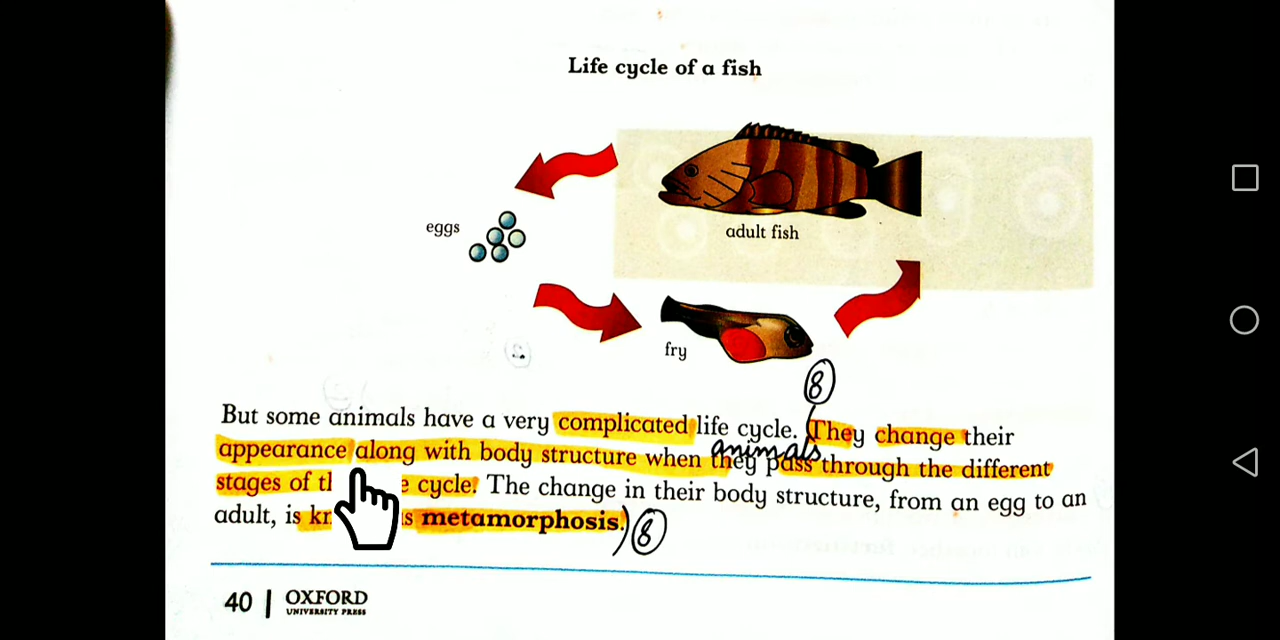 Life cycle of a fish
adult fish
eggs
fry
8
But some animals have a very complicated life cycle. (They change their
animals
appearance along with body structure when they pass through the different
stages of cycle. The change in their body structure, from an egg to an
adult, is metamorphosis.) 8
40 | OXFORD
UNIVERSITY PRESS